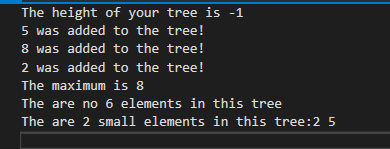 The height of your tree is -1
5 was added to the tree!
8 was added to the tree!
2 was added to the tree!
The maximum is 8
The are no 6 elements in this tree
The are 2 small elements in this tree:2 5